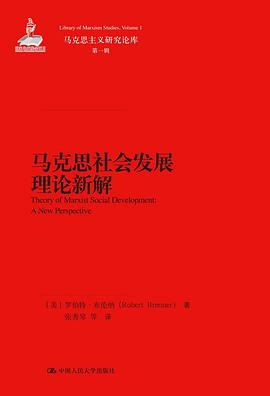 Library of Marxism Studies, Volume 1
马克思主义研究论库
第一辑
马克思社会发展
理论新解
Theory of Marxist Social Development:
A New Perspective
［美］罗伯特·布伦纳（Robert Brenner） 著
张秀琴 等 译
中国人民大学出版社